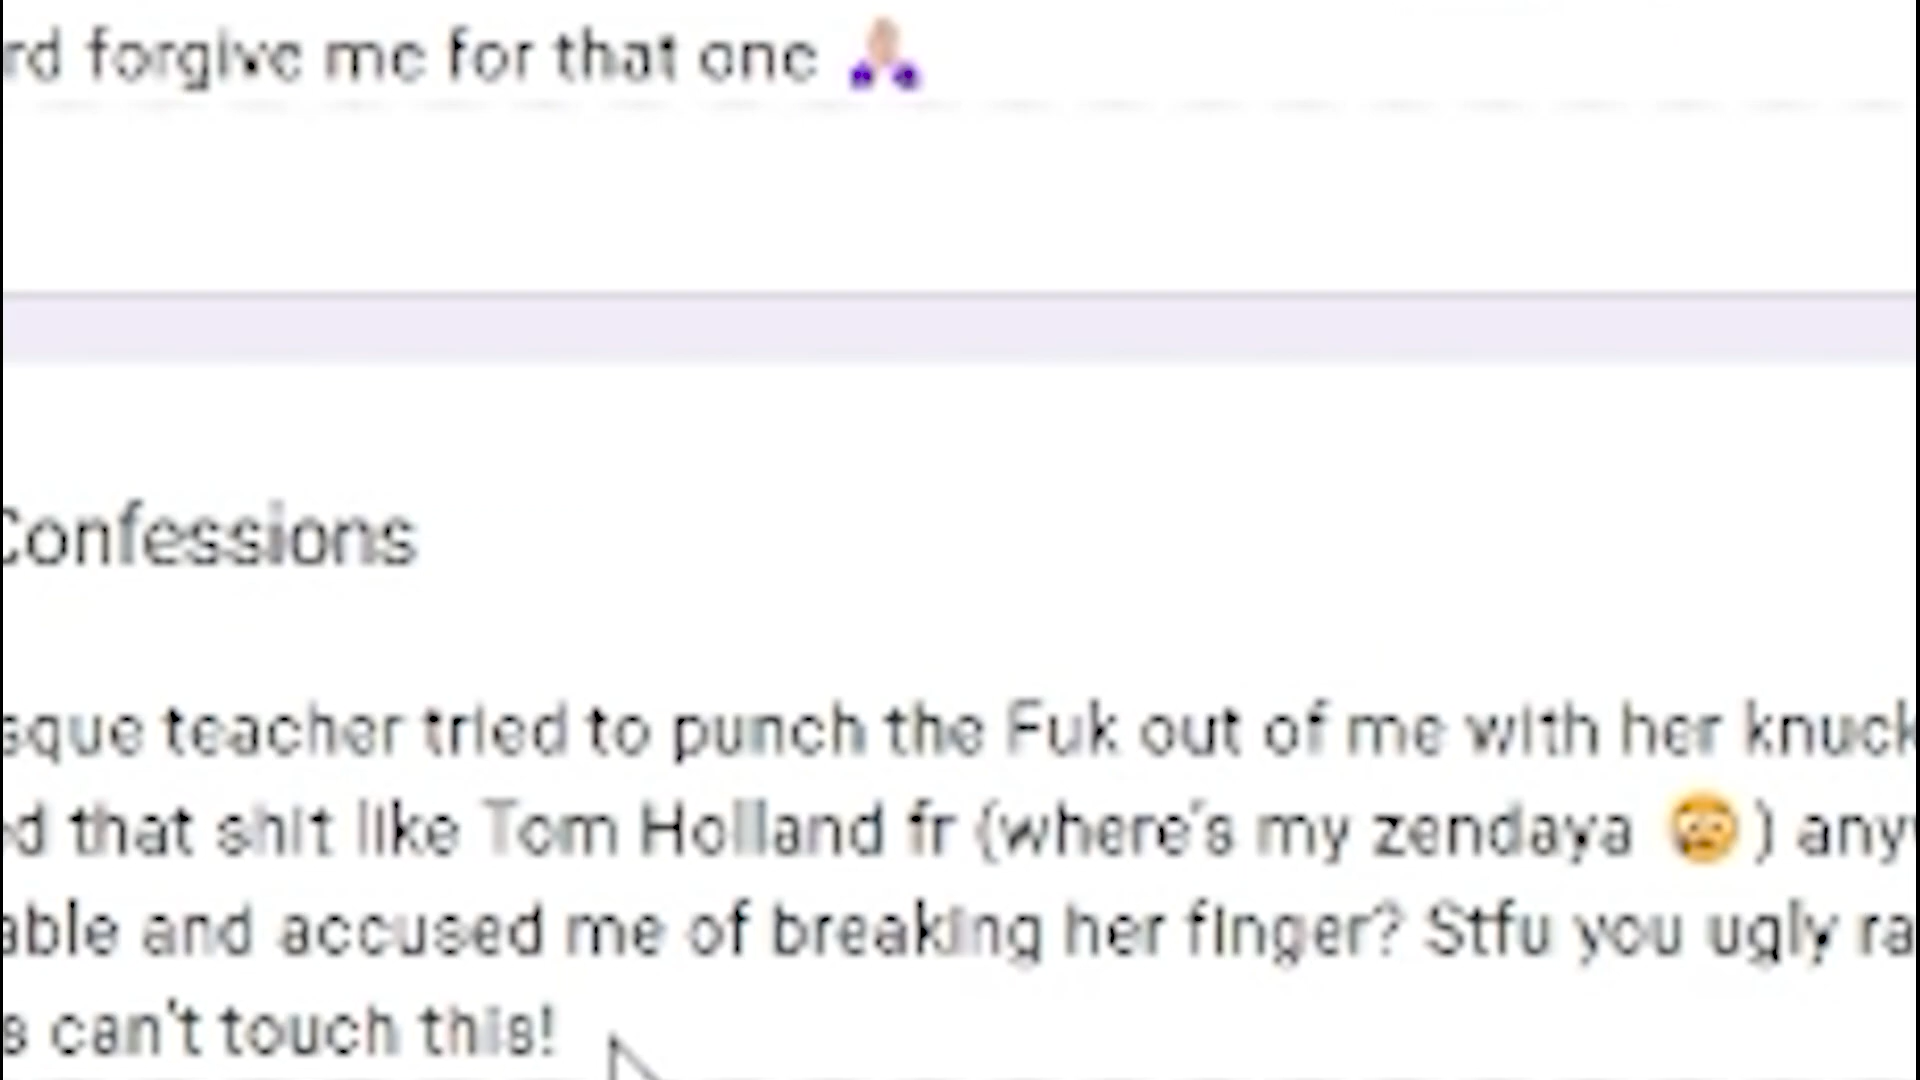 rd forgive me for that one 🙏🏼
Confessions
sque teacher tried to punch the Fuk out of me with her knuck
ed that shit like Tom Holland fr (where's my zendaya 😳) any
able and accused me of breaking her finger? Stfu you ugly ra
s can't touch this!